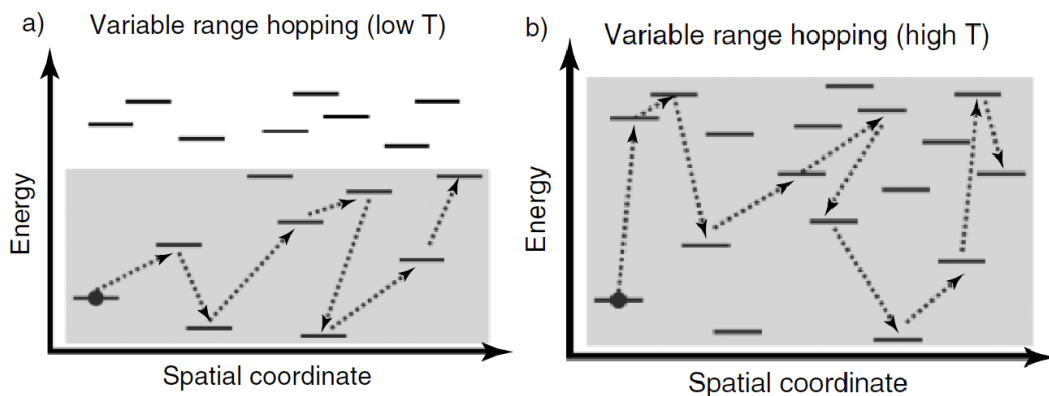 a) Variable range hopping (low T)
Energy
Spatial coordinate
b) Variable range hopping (high T)
Energy
Spatial coordinate